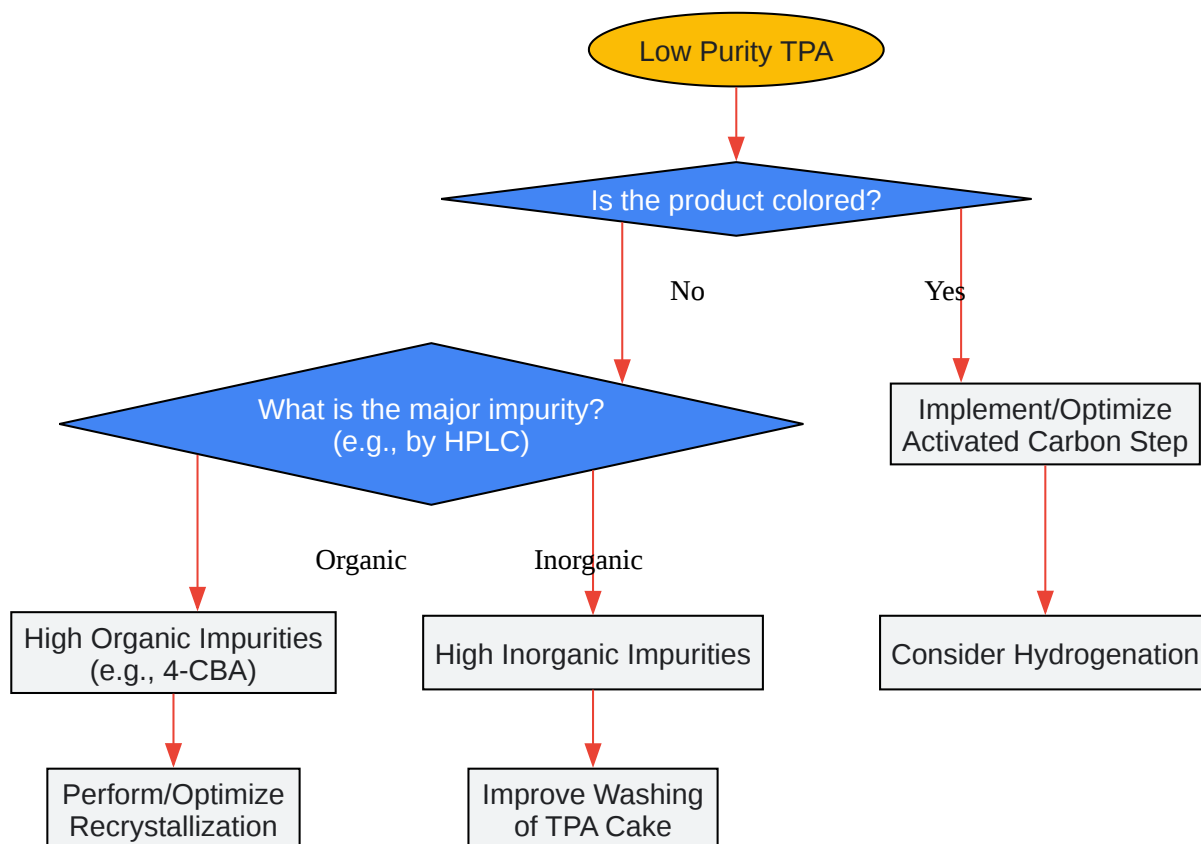 Low Purity TPA
Is the product colored?
No
Yes
What is the major impurity?
(e.g., by HPLC)
Implement/Optimize
Activated Carbon Step
Organic
Inorganic
High Organic Impurities
(e.g., 4-CBA)
High Inorganic Impurities
Consider Hydrogenation
Perform/Optimize
Recrystallization
Improve Washing
of TPA Cake